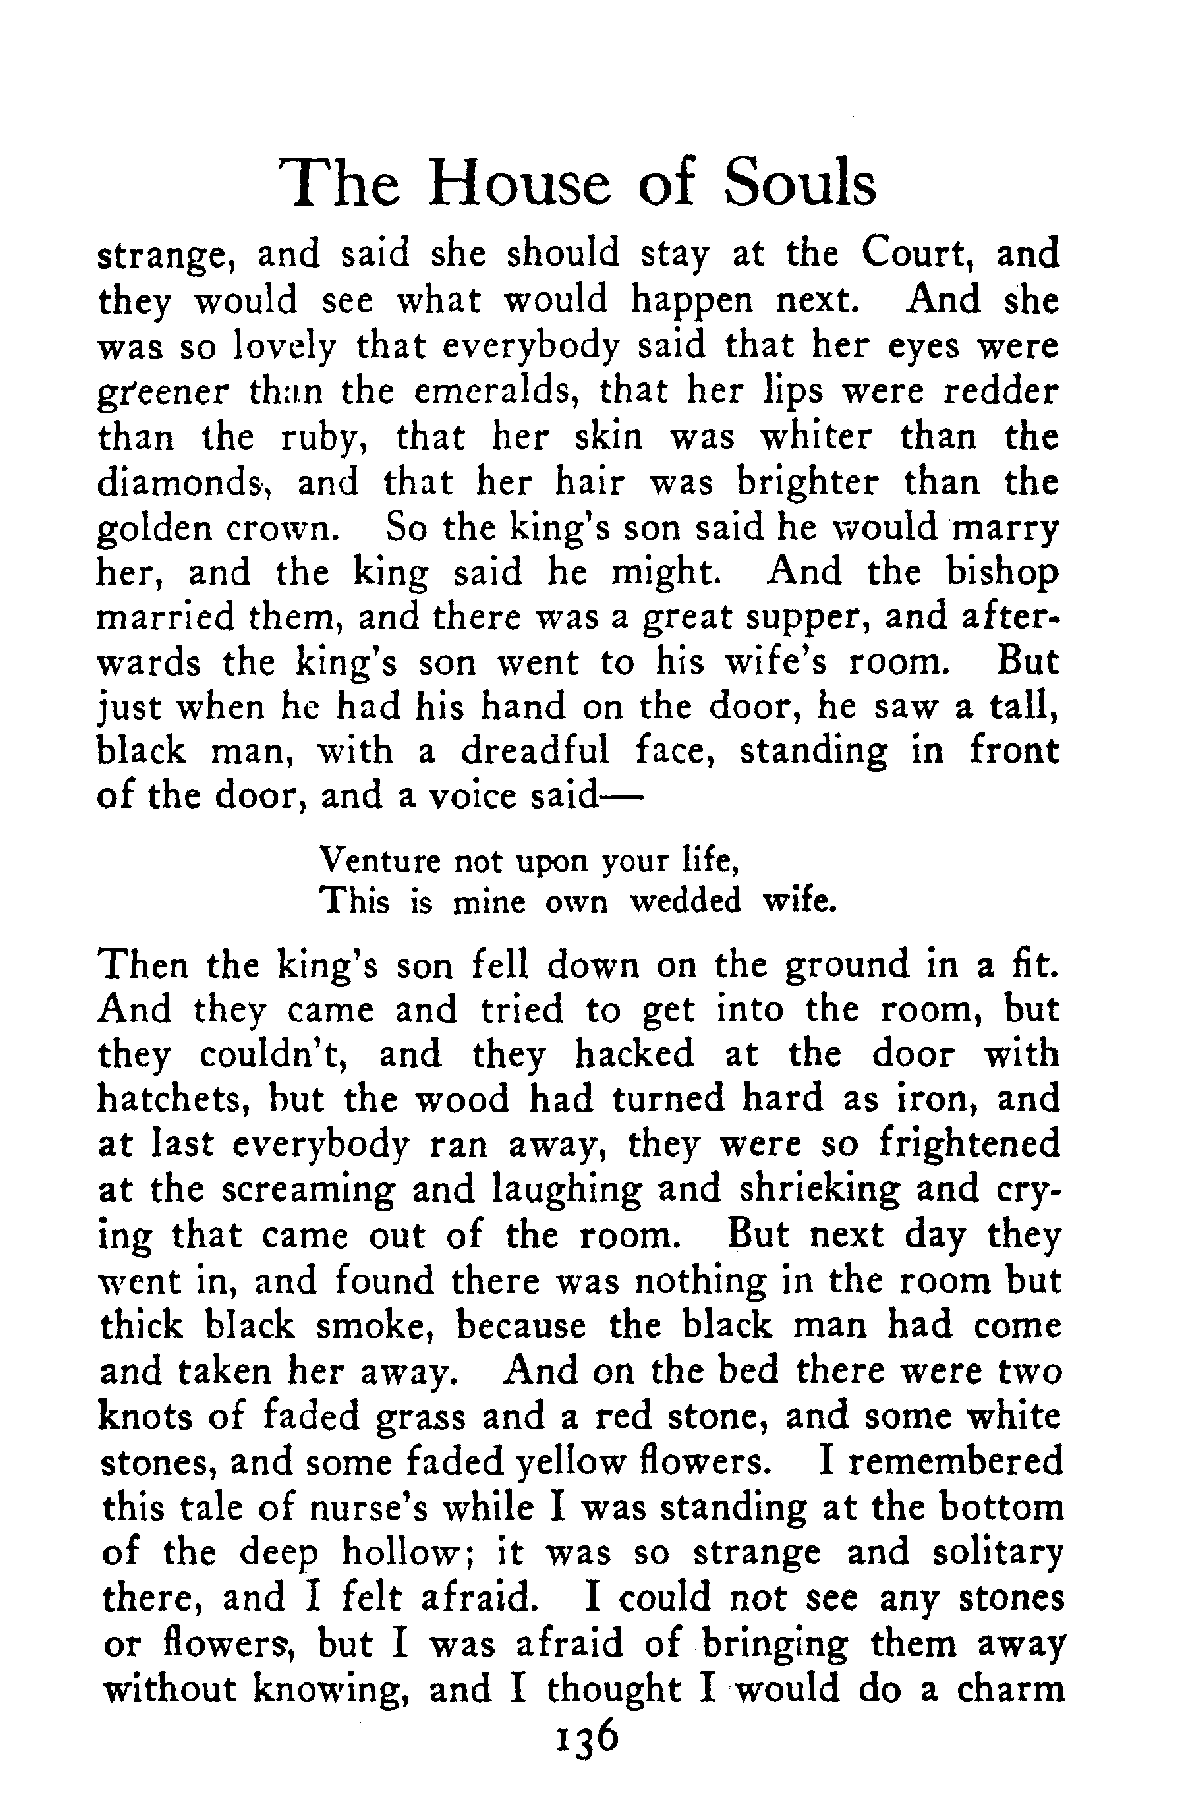 The House of Souls
strange, and said she should stay at the Court, and
they would see what would happen next. And she
was so lovely that everybody said that her eyes were
greener than the emeralds, that her lips were redder
than the ruby, that her skin was whiter than the
diamonds, and that her hair was brighter than the
golden crown. So the king's son said he would marry
her, and the king said he might. And the bishop
married them, and there was a great supper, and after-
wards the king's son went to his wife's room. But
just when he had his hand on the door, he saw a tall,
black man, with a dreadful face, standing in front
of the door, and a voice said—
Venture not upon your life,
This is mine own wedded wife.
Then the king's son fell down on the ground in a fit.
And they came and tried to get into the room, but
they couldn't, and they hacked at the door with
hatchets, but the wood had turned hard as iron, and
at last everybody ran away, they were so frightened
at the screaming and laughing and shrieking and cry-
ing that came out of the room. But next day they
went in, and found there was nothing in the room but
thick black smoke, because the black man had come
and taken her away. And on the bed there were two
knots of faded grass and a red stone, and some white
stones, and some faded yellow flowers. I remembered
this tale of nurse's while I was standing at the bottom
of the deep hollow; it was so strange and solitary
there, and I felt afraid. I could not see any stones
or flowers, but I was afraid of bringing them away
without knowing, and I thought I would do a charm
136